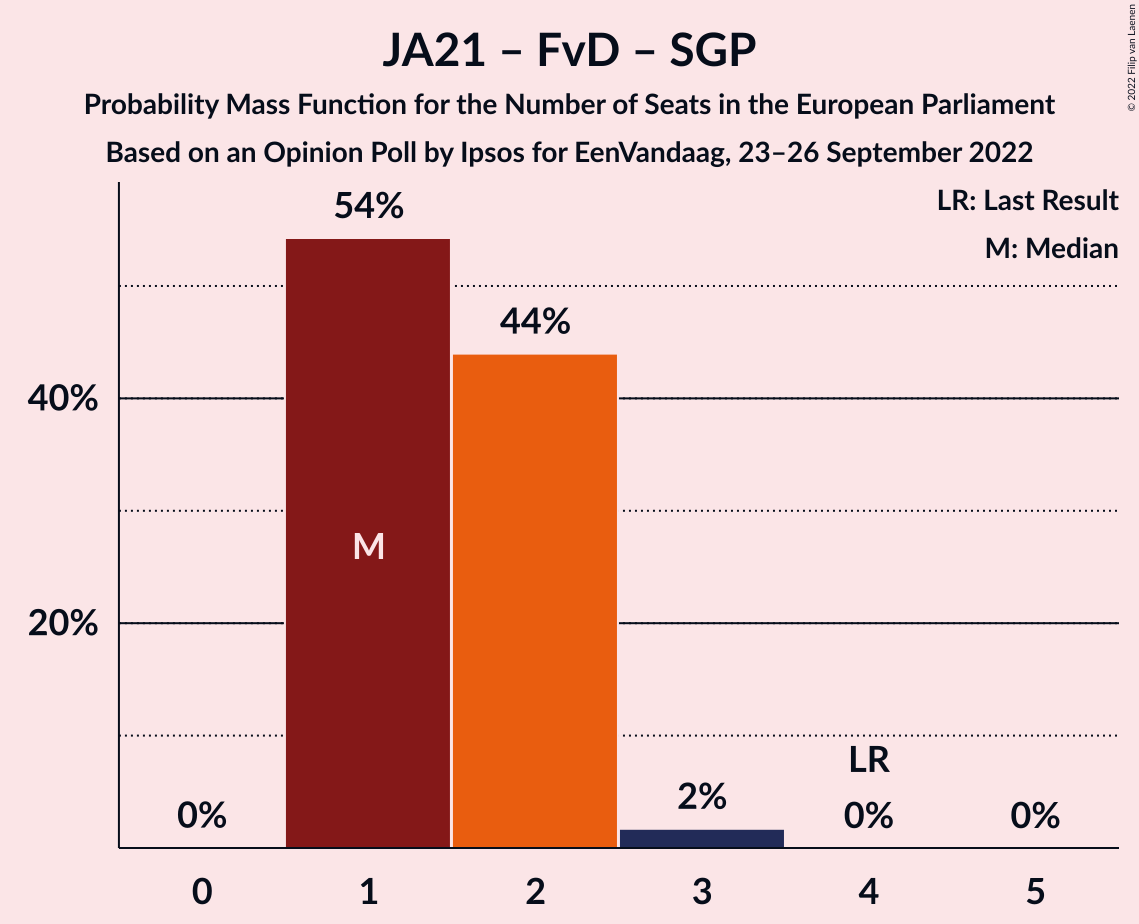 JA21 – FvD – SGP
Probability Mass Function for the Number of Seats in the European Parliament
Based on an Opinion Poll by Ipsos for EenVandaag, 23–26 September 2022
© 2022 Filip van Laenen
LR: Last Result
M: Median
54%
44%
40%
M
20%
LR
2%
0%
0%
0%
0 1 2 3 4 5